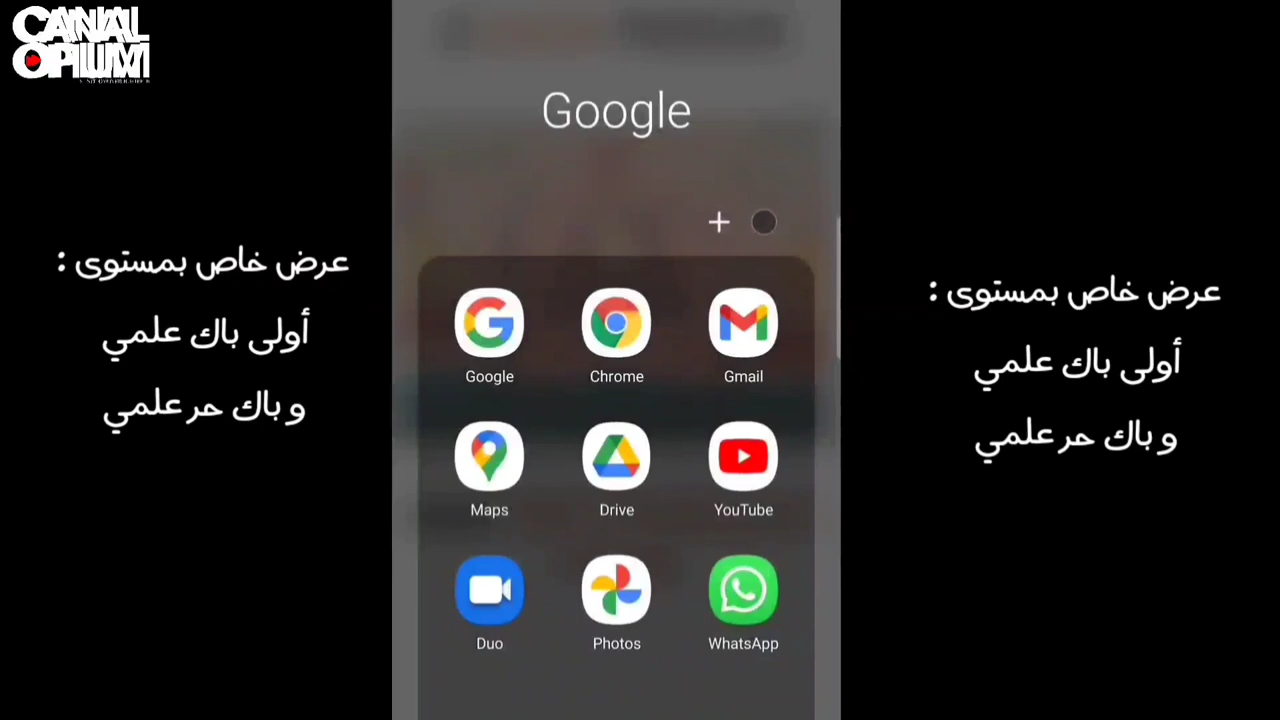 CANAL
OPIUM
Google
عرض خاص بمستوى :
أولى باك علمي
و باك حر علمي
Google Chrome Gmail
Maps Drive YouTube
Duo Photos WhatsApp
عرض خاص بمستوى :
أولى باك علمي
و باك حر علمي